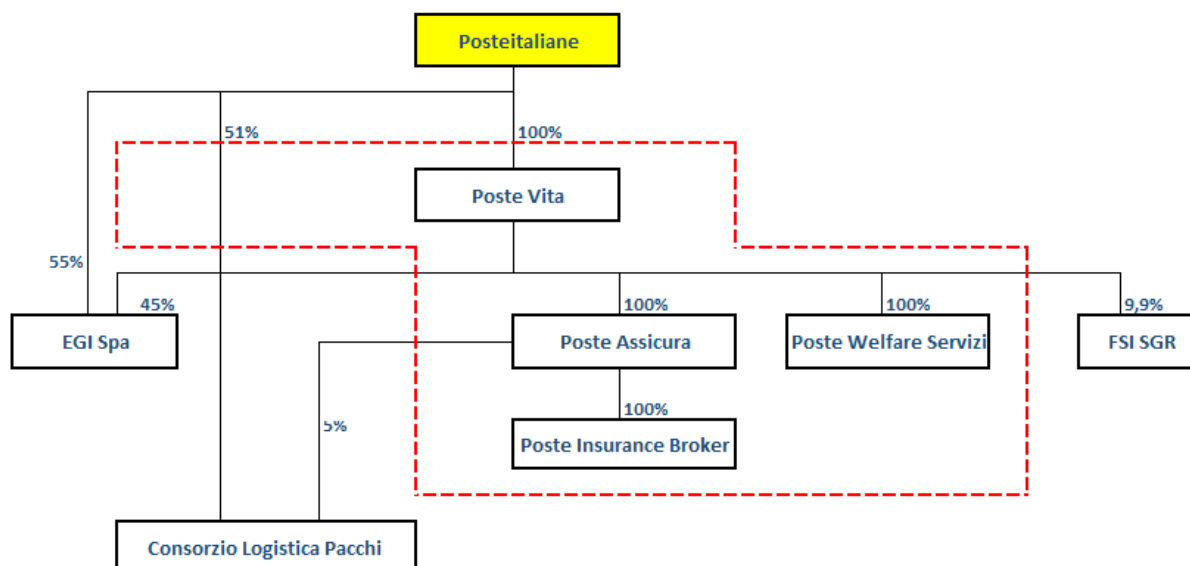 Posteitaliane
51%
100%
Poste Vita
55%
45%
100%
100%
9,9%
EGI Spa
Poste Assicura
Poste Welfare Servizi
FSI SGR
5%
100%
Poste Insurance Broker
Consorzio Logistica Pacchi